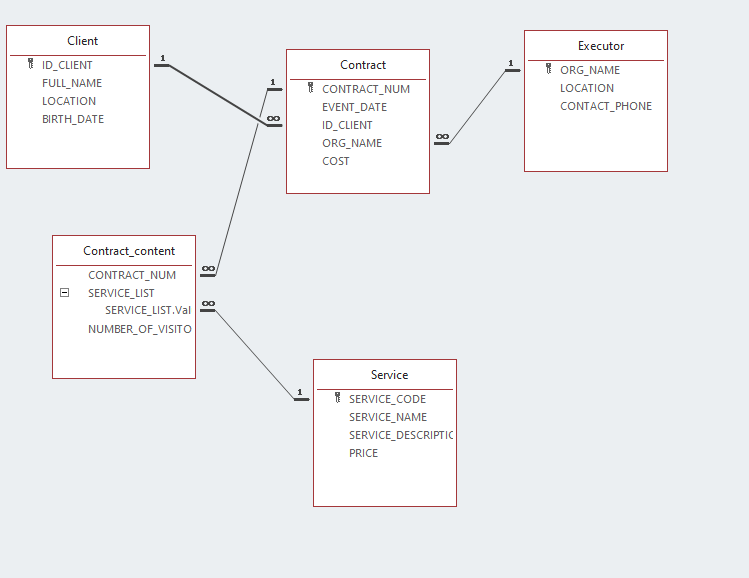 Client
ID_CLIENT
FULL_NAME
LOCATION
BIRTH_DATE
1
∞
Contract
CONTRACT_NUM
EVENT_DATE
ID_CLIENT
ORG_NAME
COST
1
∞
Executor
ORG_NAME
LOCATION
CONTACT_PHONE
1
Contract_content
CONTRACT_NUM
SERVICE_LIST
SERVICE_LIST.Val
NUMBER_OF_VISITO
∞
∞
Service
SERVICE_CODE
SERVICE_NAME
SERVICE_DESCRIPTIC
PRICE
1